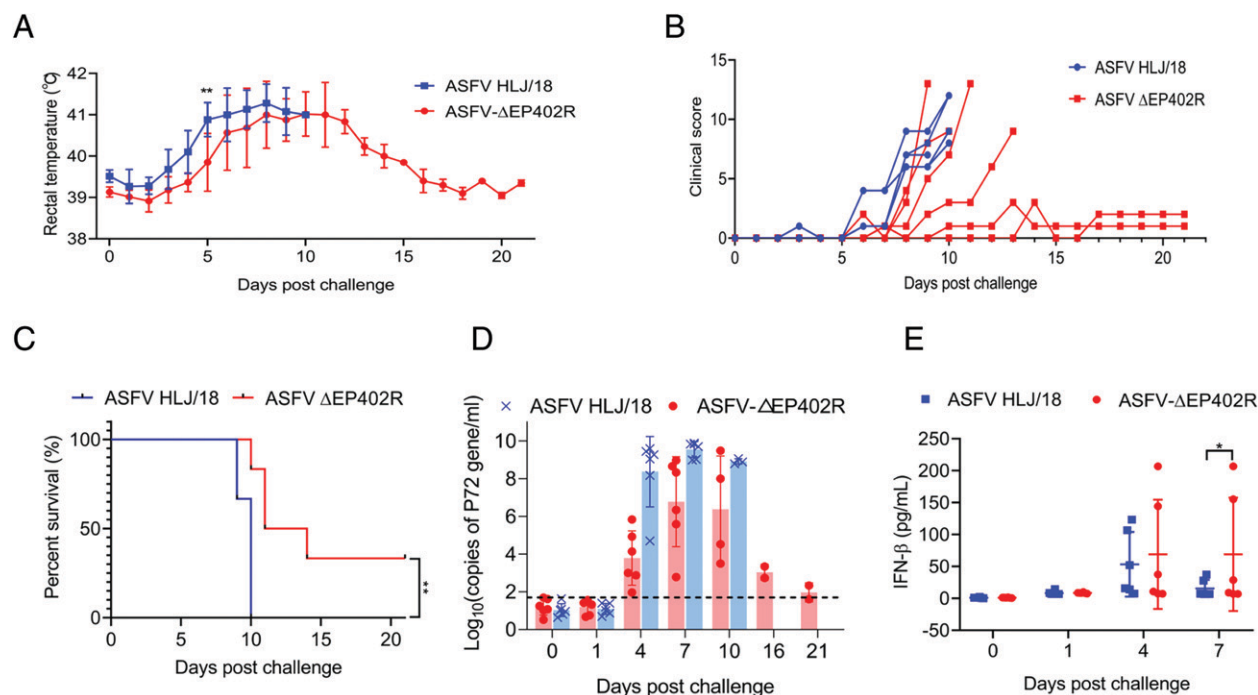 A
Rectal temperature (℃)
42
41
40
39
38
**
ASFV HLJ/18
ASFV-ΔEP402R
0 5 10 15 20
Days post challenge
B
Clinical score
15
10
5
0
ASFV HLJ/18
ASFV ΔEP402R
0 5 10 15 20
Days post challenge
C
ASFV HLJ/18 ASFV ΔEP402R
Percent survival (%)
100
50
0
**
0 5 10 15 20
Days post challenge
D
ASFV HLJ/18 ASFV-ΔEP402R
Log10(copies of P72 gene/ml)
10
8
6
4
2
0
0 1 4 7 10 16 21
Days post challenge
E
ASFV HLJ/18 ASFV-ΔEP402R
IFN-β (pg/mL)
250
200
150
100
50
0
-50
*
0 1 4 7
Days post challenge